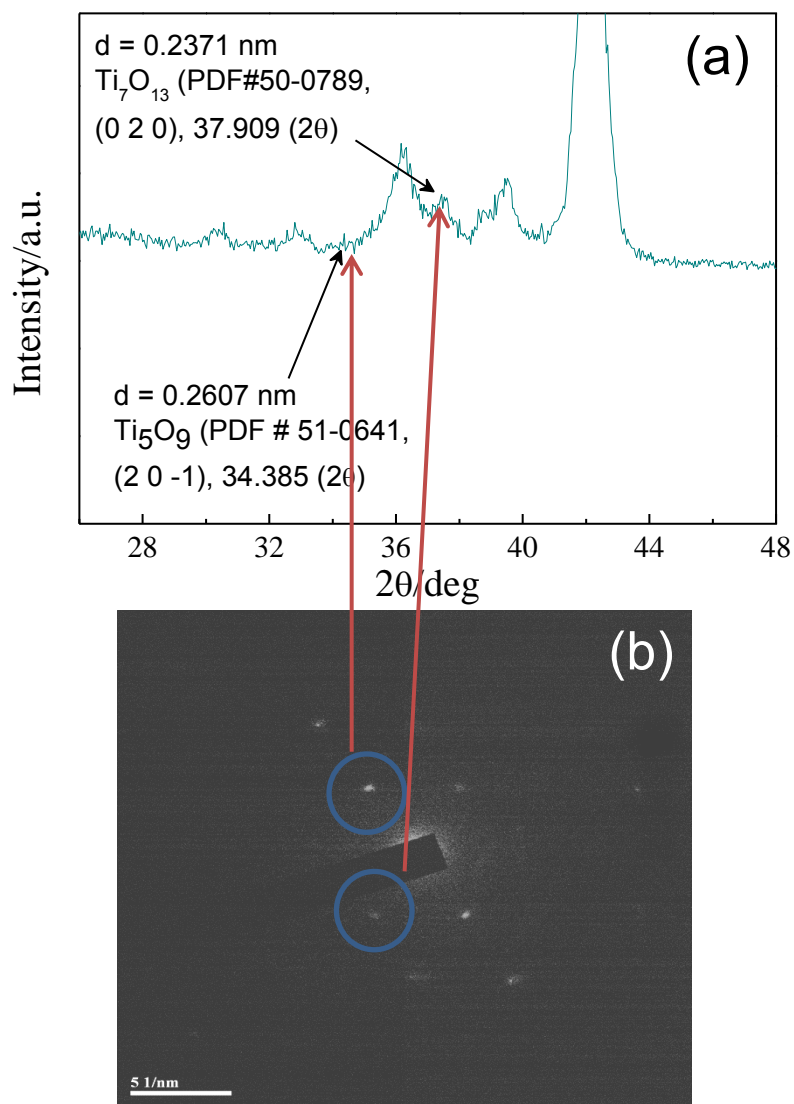 (a)
d = 0.2371 nm
Ti₇O₁₃ (PDF#50-0789,
(0 2 0), 37.909 (2θ)
Intensity/a.u.
d = 0.2607 nm
Ti₅O₉ (PDF # 51-0641,
(2 0 -1), 34.385 (2θ)
28 32 36 40 44 48
2θ/deg
(b)
5 1/nm